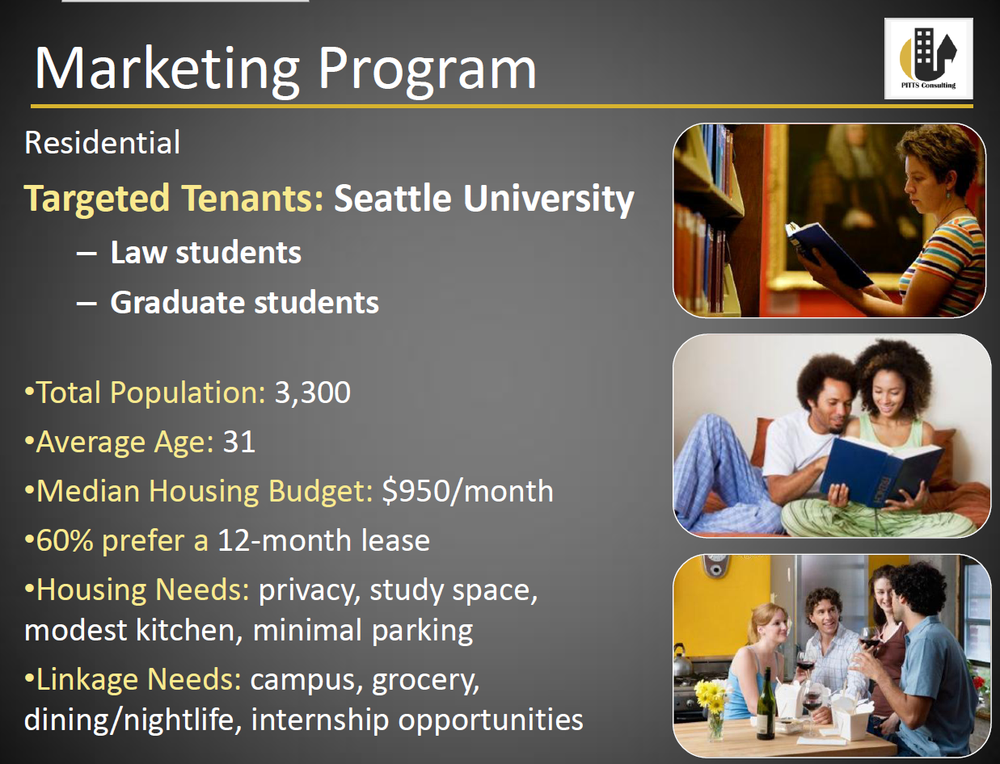 Marketing Program
PITTS Consulting
Residential
Targeted Tenants: Seattle University
– Law students
– Graduate students
•Total Population: 3,300
•Average Age: 31
•Median Housing Budget: $950/month
•60% prefer a 12-month lease
•Housing Needs: privacy, study space,
modest kitchen, minimal parking
•Linkage Needs: campus, grocery,
dining/nightlife, internship opportunities